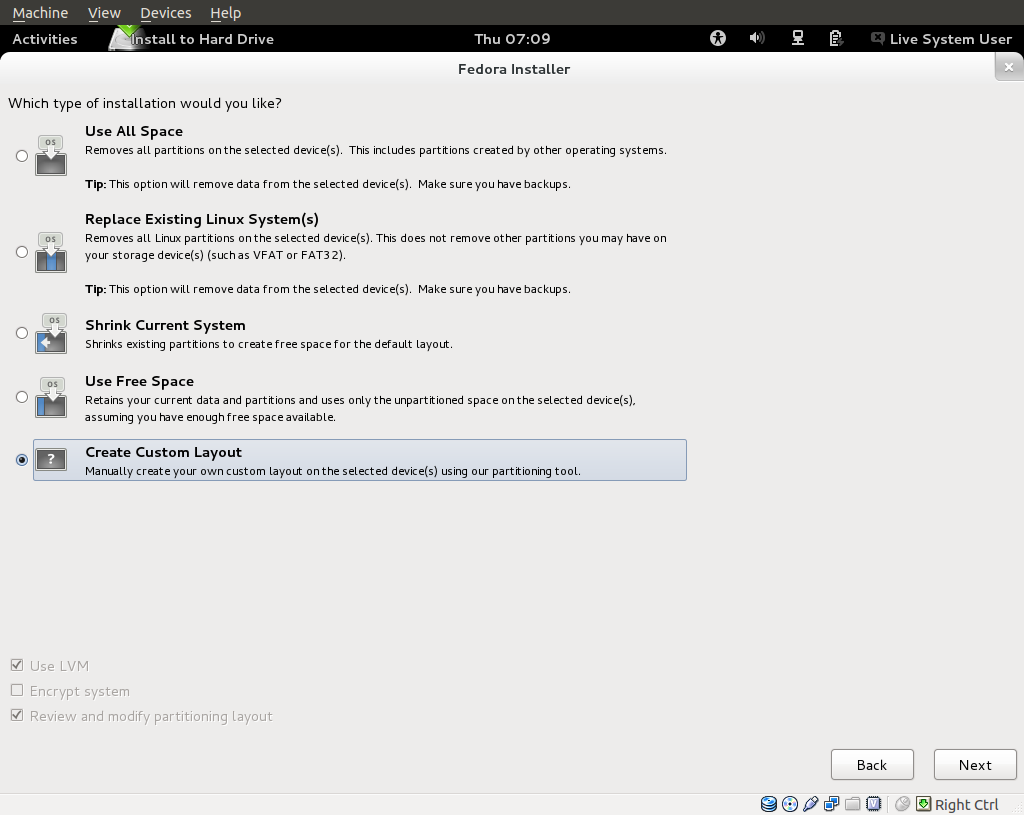 Machine View Devices Help
Activities Install to Hard Drive Thu 07:09 Live System User
Fedora Installer
Which type of installation would you like?
OS
Use All Space
Removes all partitions on the selected device(s). This includes partitions created by other operating systems.
Tip: This option will remove data from the selected device(s). Make sure you have backups.
OS
Replace Existing Linux System(s)
Removes all Linux partitions on the selected device(s). This does not remove other partitions you may have on
your storage device(s) (such as VFAT or FAT32).
Tip: This option will remove data from the selected device(s). Make sure you have backups.
OS
Shrink Current System
Shrinks existing partitions to create free space for the default layout.
OS
Use Free Space
Retains your current data and partitions and uses only the unpartitioned space on the selected device(s),
assuming you have enough free space available.
?
Create Custom Layout
Manually create your own custom layout on the selected device(s) using our partitioning tool.
Use LVM
Encrypt system
Review and modify partitioning layout
Back Next
Right Ctrl